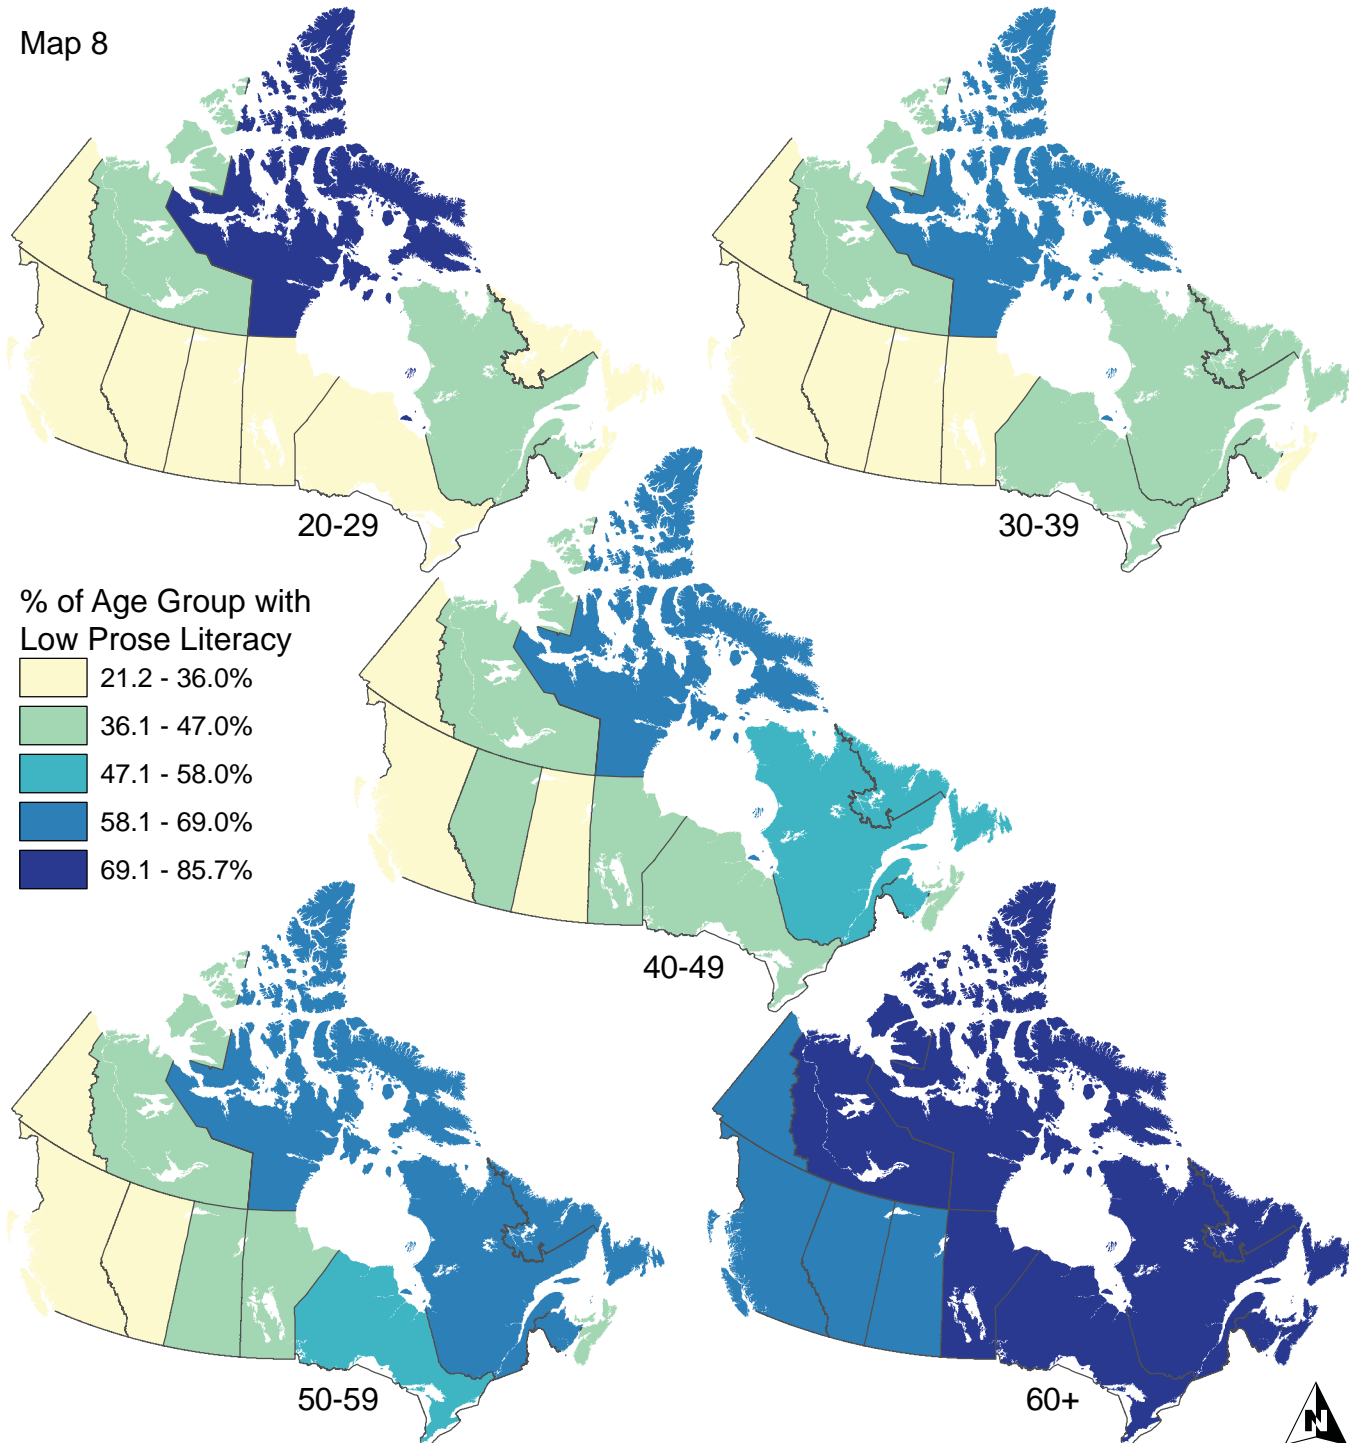 Map 8
20-29
30-39
% of Age Group with
Low Prose Literacy
21.2 - 36.0%
36.1 - 47.0%
47.1 - 58.0%
58.1 - 69.0%
69.1 - 85.7%
40-49
50-59
60+
N